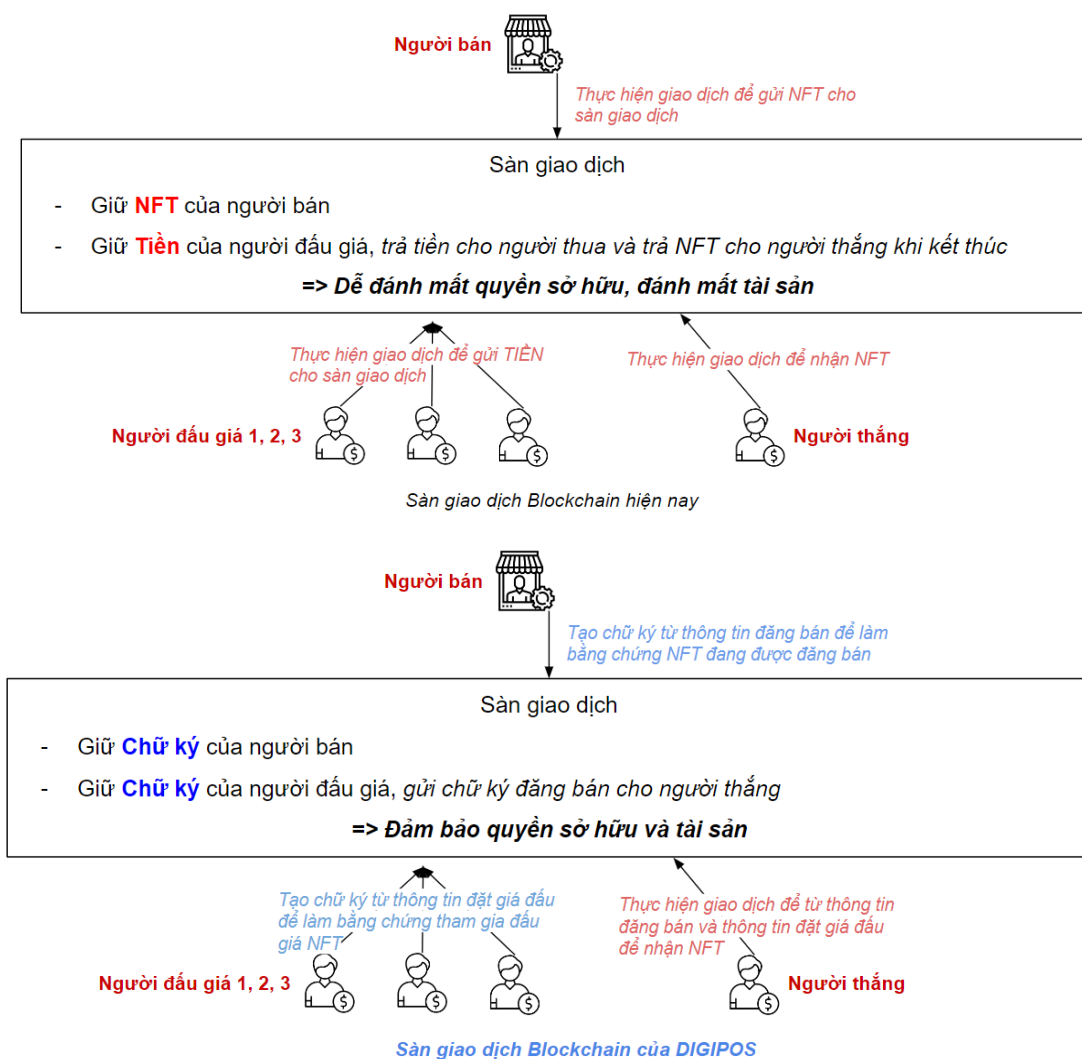 Người bán
Thực hiện giao dịch để gửi NFT cho
sàn giao dịch
Sàn giao dịch
- Giữ NFT của người bán
- Giữ Tiền của người đấu giá, trả tiền cho người thua và trả NFT cho người thắng khi kết thúc
=> Dễ đánh mất quyền sở hữu, đánh mất tài sản
Thực hiện giao dịch để gửi TIỀN
cho sàn giao dịch
Thực hiện giao dịch để nhận NFT
Người đấu giá 1, 2, 3
$
$
$
$
Người thắng
Sàn giao dịch Blockchain hiện nay
Người bán
Tạo chữ ký từ thông tin đăng bán để làm
bằng chứng NFT đang được đăng bán
Sàn giao dịch
- Giữ Chữ ký của người bán
- Giữ Chữ ký của người đấu giá, gửi chữ ký đăng bán cho người thắng
=> Đảm bảo quyền sở hữu và tài sản
Tạo chữ ký từ thông tin đặt giá đấu
để làm bằng chứng tham gia đấu
giá NFT
Thực hiện giao dịch để từ thông tin
đăng bán và thông tin đặt giá đấu
để nhận NFT
Người đấu giá 1, 2, 3
$
$
$
$
Người thắng
Sàn giao dịch Blockchain của DIGIPOS